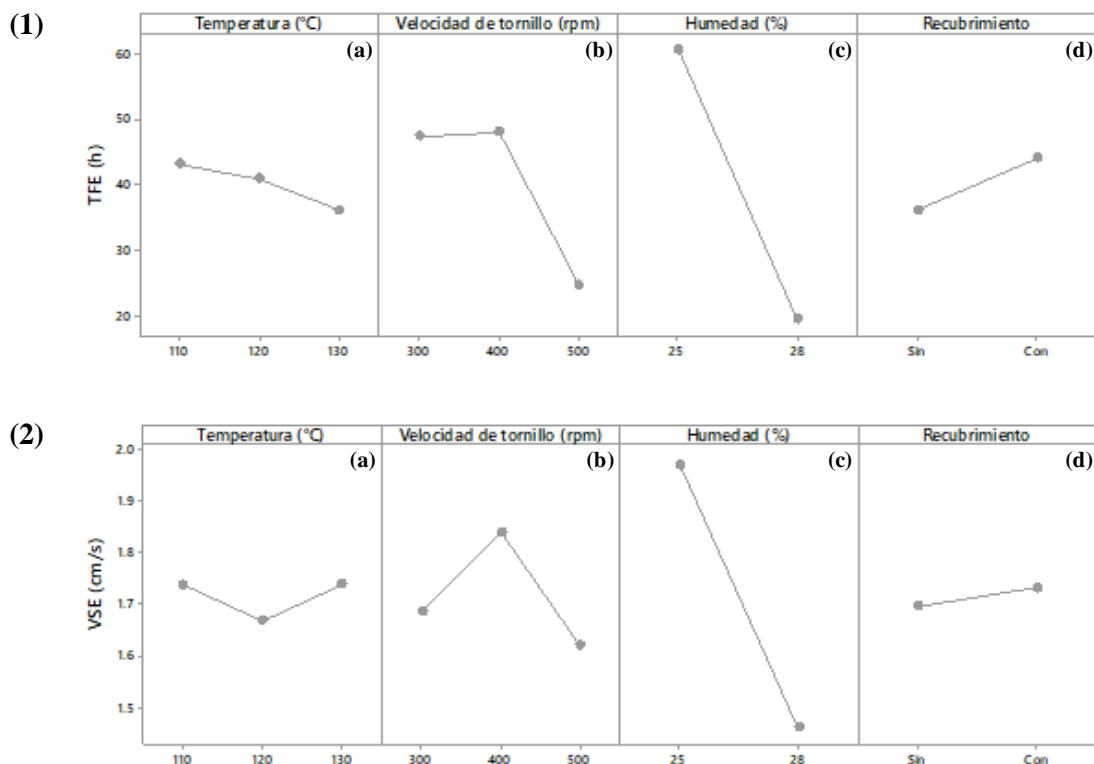 (1)
Temperatura (°C) Velocidad de tornillo (rpm) Humedad (%) Recubrimiento
(a) (b) (c) (d)
60
50
40
30
20
TFE (h)
110 120 130 300 400 500 25 28 Sin Con
(2)
Temperatura (°C) Velocidad de tornillo (rpm) Humedad (%) Recubrimiento
(a) (b) (c) (d)
2.0
1.9
1.8
1.7
1.6
1.5
VSE (cm/s)
110 120 130 300 400 500 25 28 Sin Con